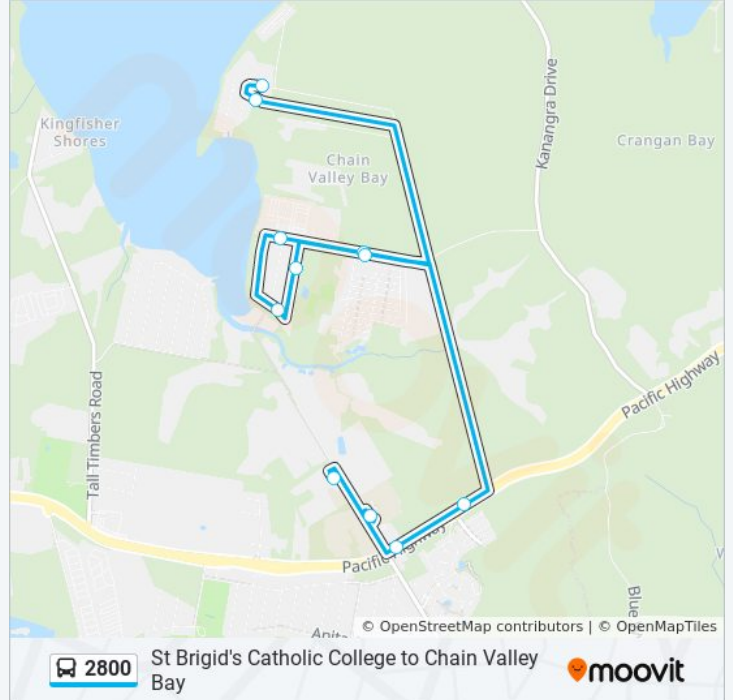 Kingfisher
Shores
Chain
Valley Bay
Kanangra Drive
Crangan Bay
Tall Timbers Road
Pacific Highway
Pacific Highway
© OpenStreetMap contributors | © OpenMapTiles
2800
St Brigid's Catholic College to Chain Valley
Bay
moovit